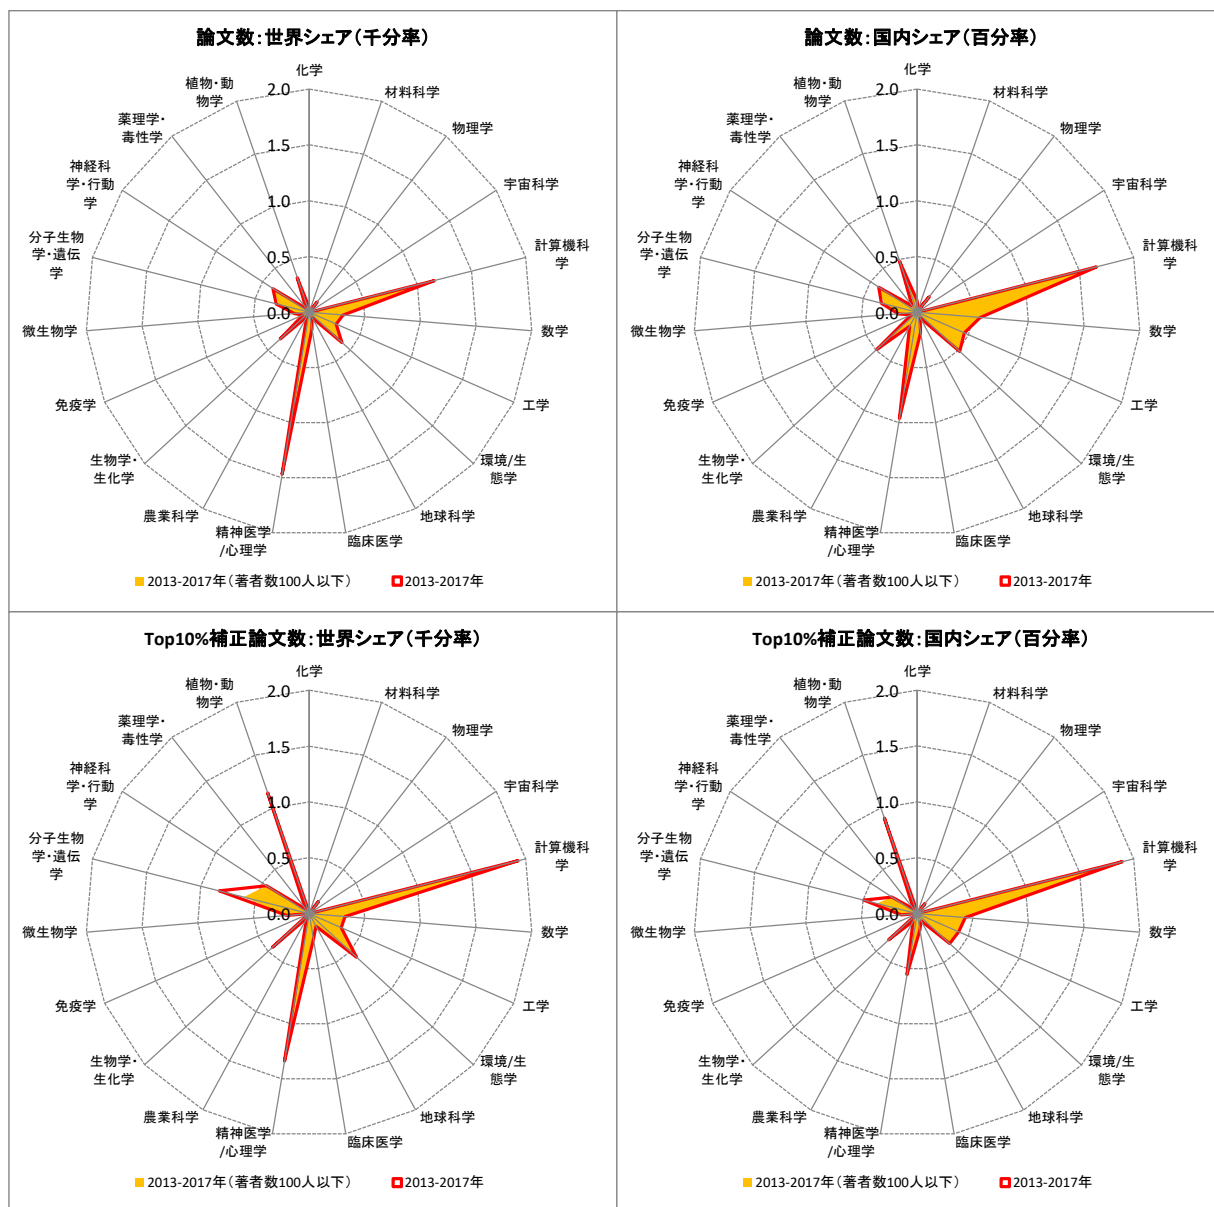 論文数：世界シェア（千分率）
化学
材料科学
物理学
宇宙科学
計算機科
学
数学
工学
環境/生
態学
地球科学
臨床医学
精神医学
/心理学
農業科学
生物学・
生化学
免疫学
微生物学
分子生物
学・遺伝
学
神経科
学・行動
学
薬理学・
毒性学
植物・動
物学
2.0
1.5
1.0
0.5
0.0
2013-2017年（著者数100人以下）
2013-2017年
論文数：国内シェア（百分率）
化学
材料科学
物理学
宇宙科学
計算機科
学
数学
工学
環境/生
態学
地球科学
臨床医学
精神医学
/心理学
農業科学
生物学・
生化学
免疫学
微生物学
分子生物
学・遺伝
学
神経科
学・行動
学
薬理学・
毒性学
植物・動
物学
2.0
1.5
1.0
0.5
0.0
2013-2017年（著者数100人以下）
2013-2017年
Top10%補正論文数：世界シェア（千分率）
化学
材料科学
物理学
宇宙科学
計算機科
学
数学
工学
環境/生
態学
地球科学
臨床医学
精神医学
/心理学
農業科学
生物学・
生化学
免疫学
微生物学
分子生物
学・遺伝
学
神経科
学・行動
学
薬理学・
毒性学
植物・動
物学
2.0
1.5
1.0
0.5
0.0
2013-2017年（著者数100人以下）
2013-2017年
Top10%補正論文数：国内シェア（百分率）
化学
材料科学
物理学
宇宙科学
計算機科
学
数学
工学
環境/生
態学
地球科学
臨床医学
精神医学
/心理学
農業科学
生物学・
生化学
免疫学
微生物学
分子生物
学・遺伝
学
神経科
学・行動
学
薬理学・
毒性学
植物・動
物学
2.0
1.5
1.0
0.5
0.0
2013-2017年（著者数100人以下）
2013-2017年